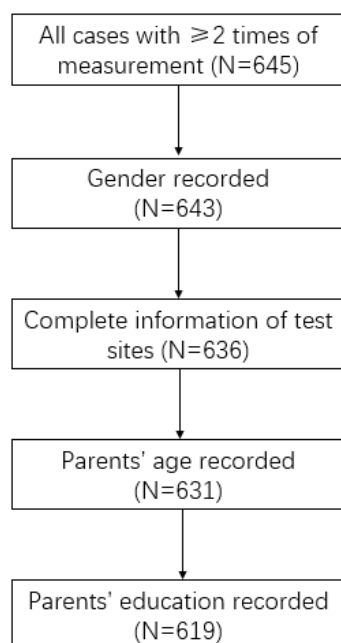 All cases with ≥2 times of
measurement (N=645)
Gender recorded
(N=643)
Complete information of test
sites (N=636)
Parents’ age recorded
(N=631)
Parents’ education recorded
(N=619)